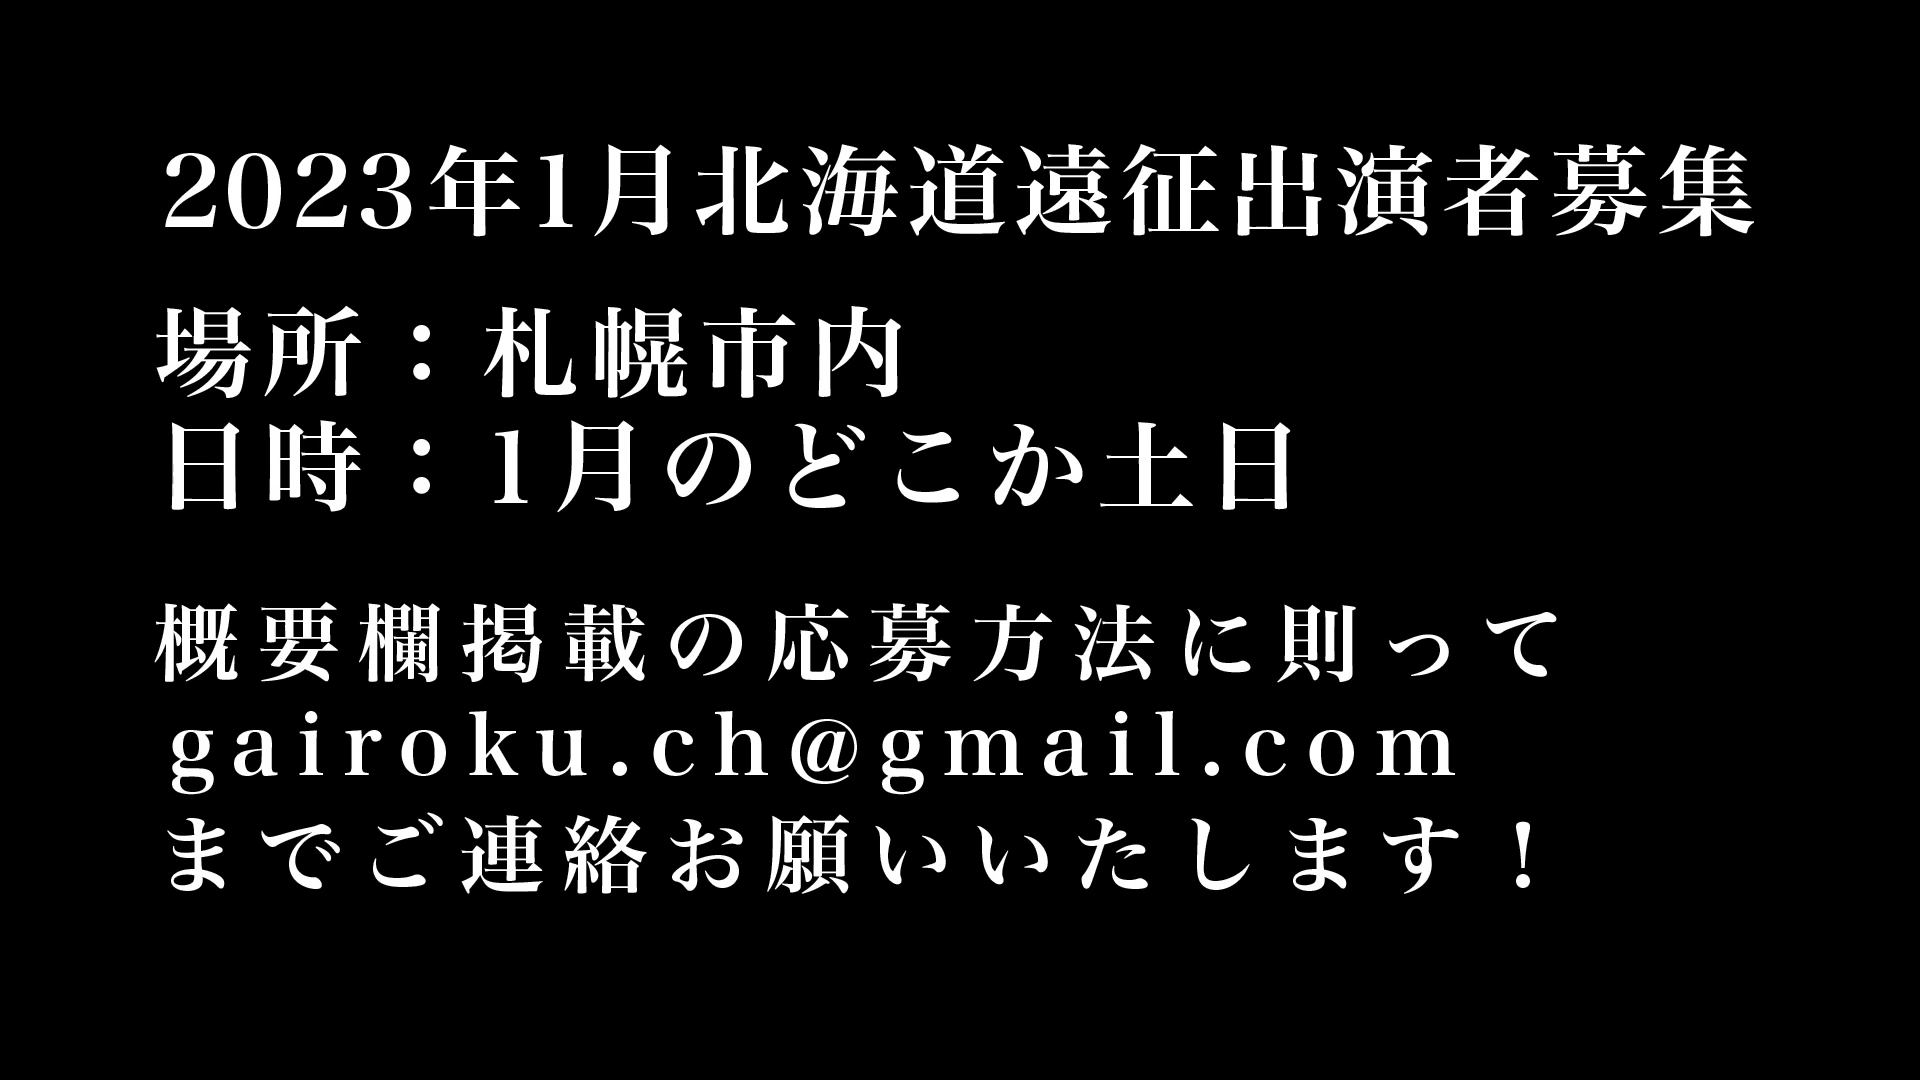 2023年1月北海道遠征出演者募集
場所：札幌市内
日時：1月のどこか土日
概要欄掲載の応募方法に則って
gairoku.ch@gmail.com
までご連絡お願いいたします！